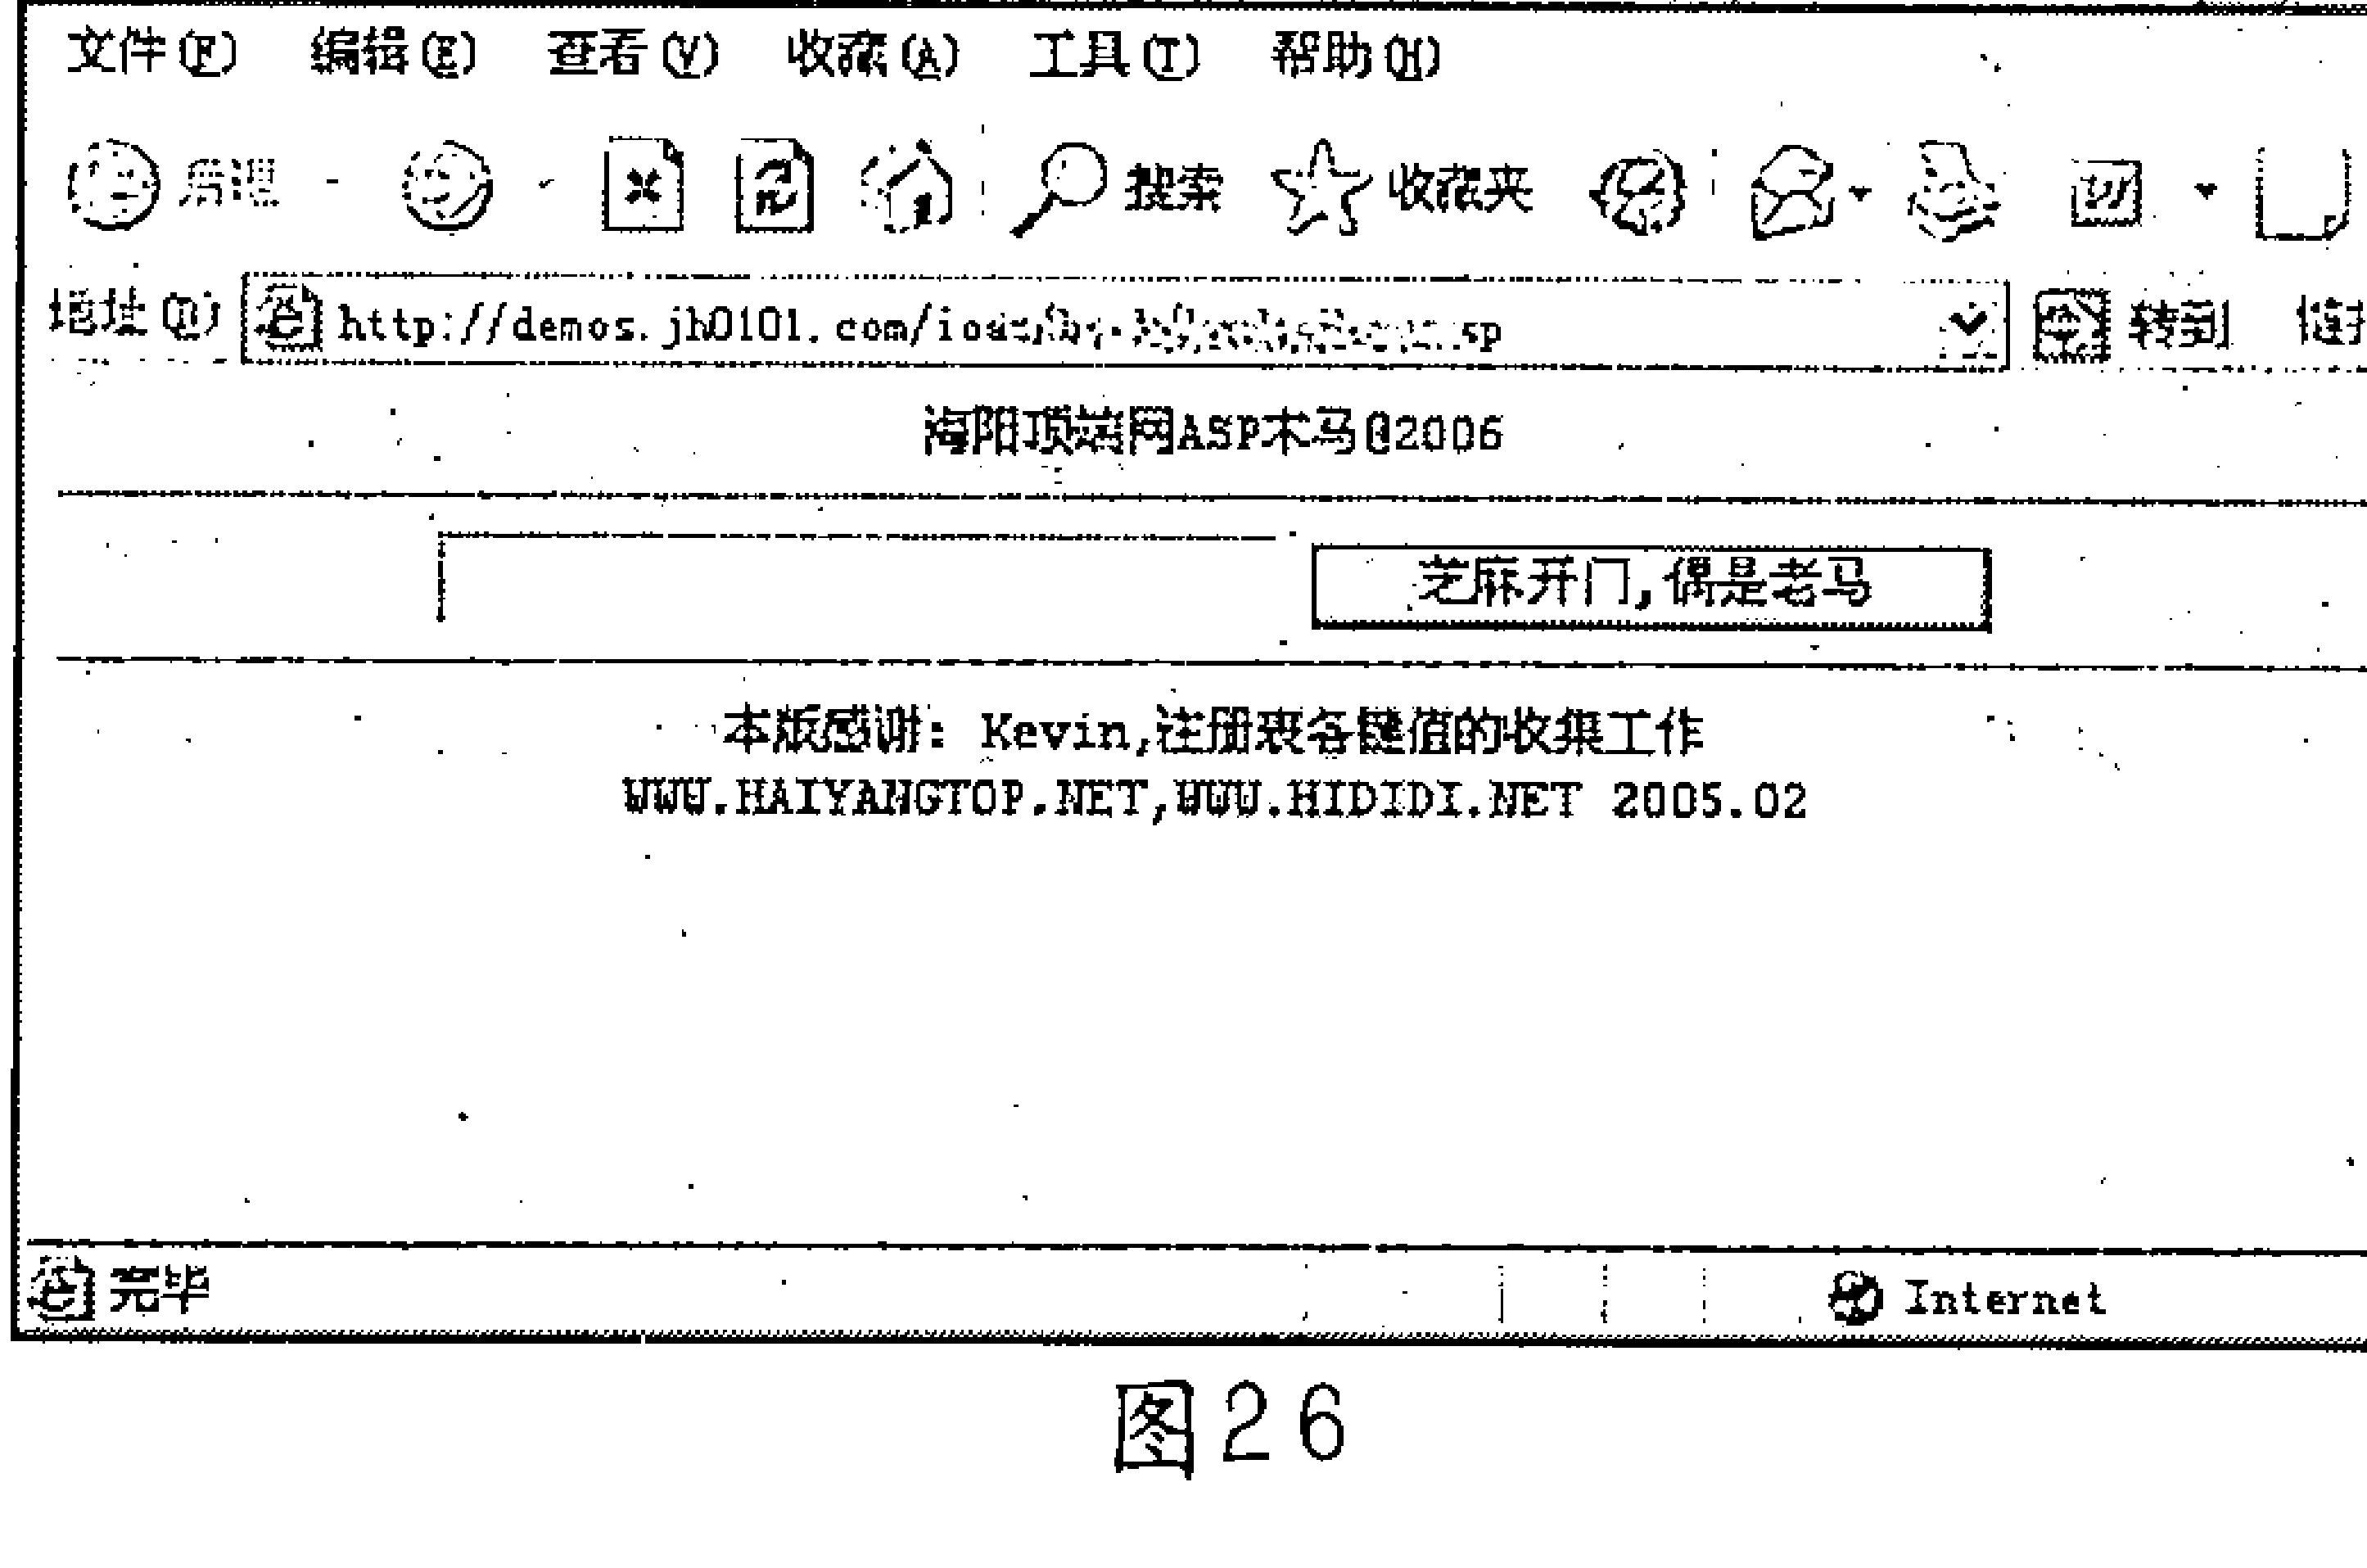 文件(F) 编辑(E) 查看(V) 收藏(A) 工具(T) 帮助(H)
后退 搜索 收藏夹
地址(D) http://demos.jh0101.com/ 转到
海阳顶端网ASP木马@2006
芝麻开门,偶是老马
本版感谢: Kevin,注册表各键值的收集工作
WWW.HAIYANGTOP.NET,WWW.HIDIDI.NET 2005.02
完毕 Internet
图26